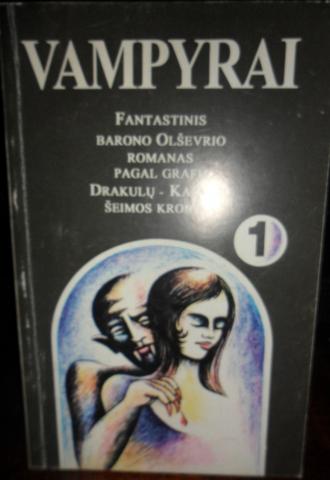 VAMPYRAI
FANTASTINIS
BARONO OLŠEVRIO
ROMANAS
PAGAL
DRAKULŲ -
ŠEIMOS
1